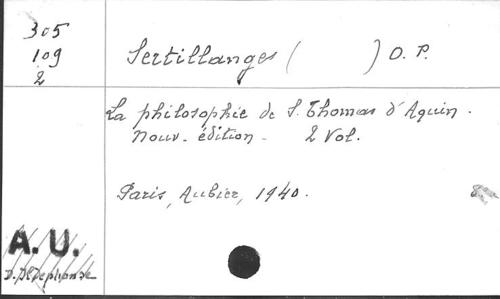 305
109
2
Sertillanges (          ) O. P.
La philosophie de S. Thomas d'Aquin.
Nouv. édition - 2 Vol.
Paris, Aubier, 1940.
A. U.